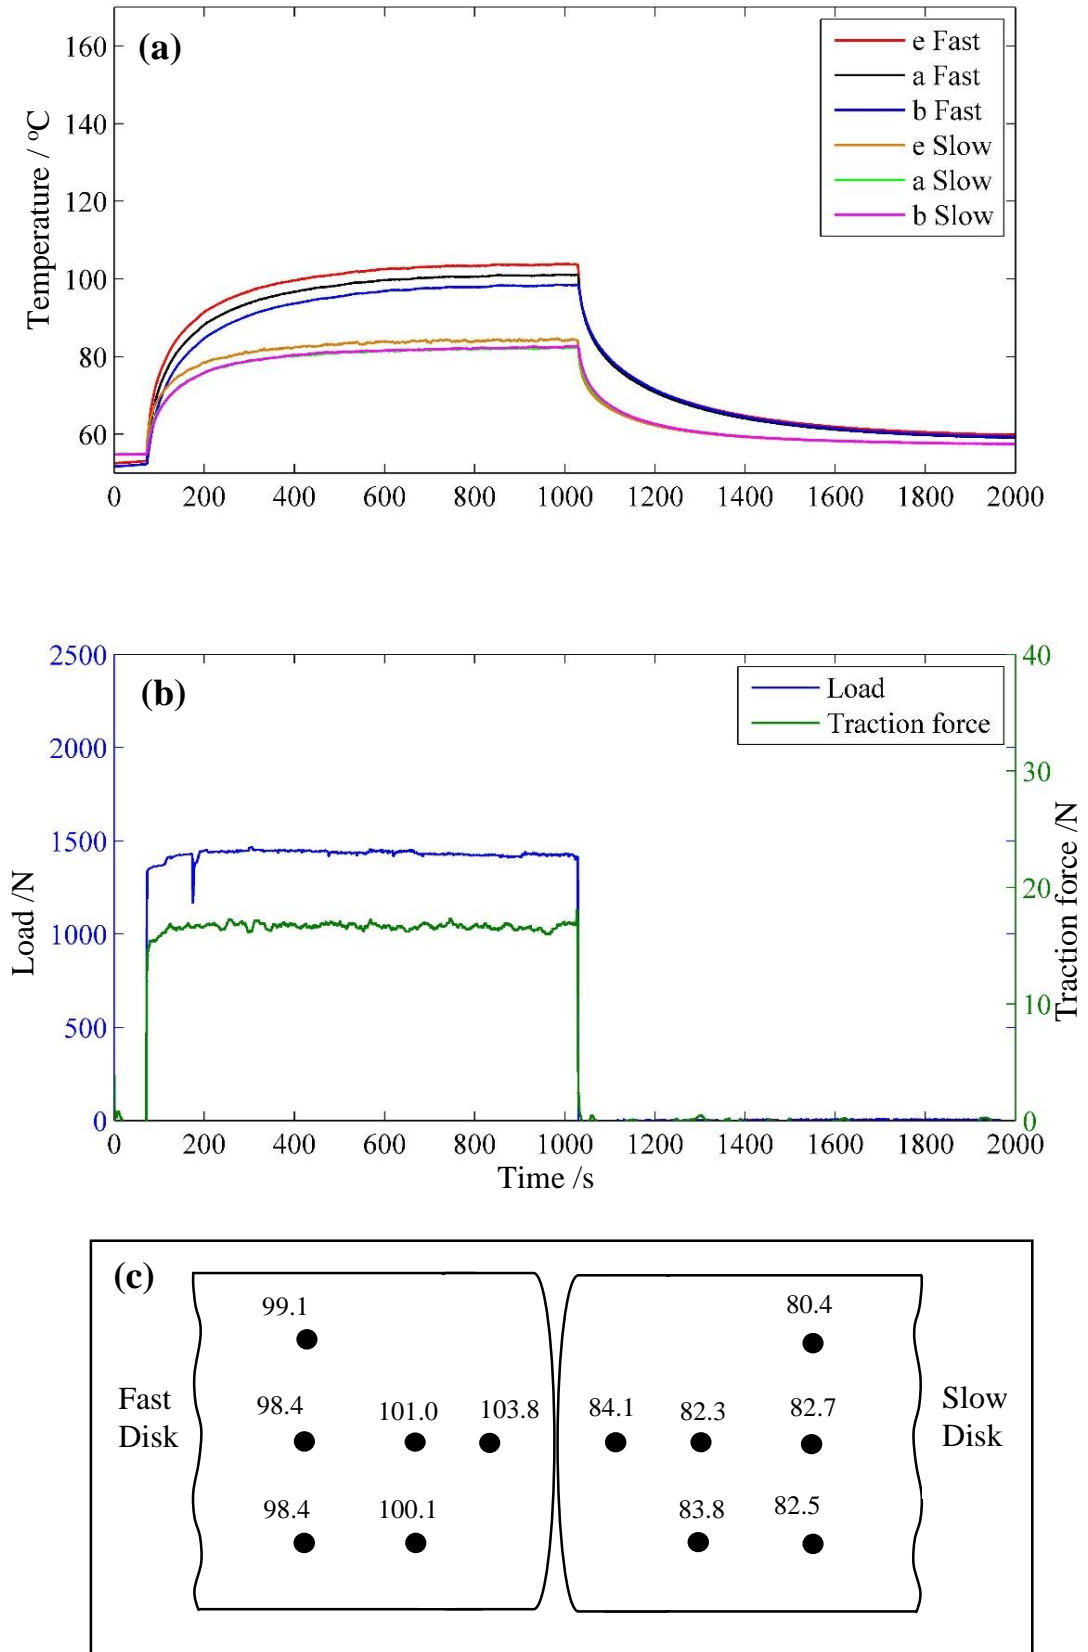 (a)
e Fast
a Fast
b Fast
e Slow
a Slow
b Slow
Temperature / ºC
160
140
120
100
80
60
0 200 400 600 800 1000 1200 1400 1600 1800 2000
(b)
Load
Traction force
Load /N
2500
2000
1500
1000
500
0
Traction force /N
40
30
20
10
0
0 200 400 600 800 1000 1200 1400 1600 1800 2000
Time /s
(c)
99.1 80.4
Fast
Disk
98.4 101.0 103.8 84.1 82.3 82.7
Slow
Disk
98.4 100.1 83.8 82.5